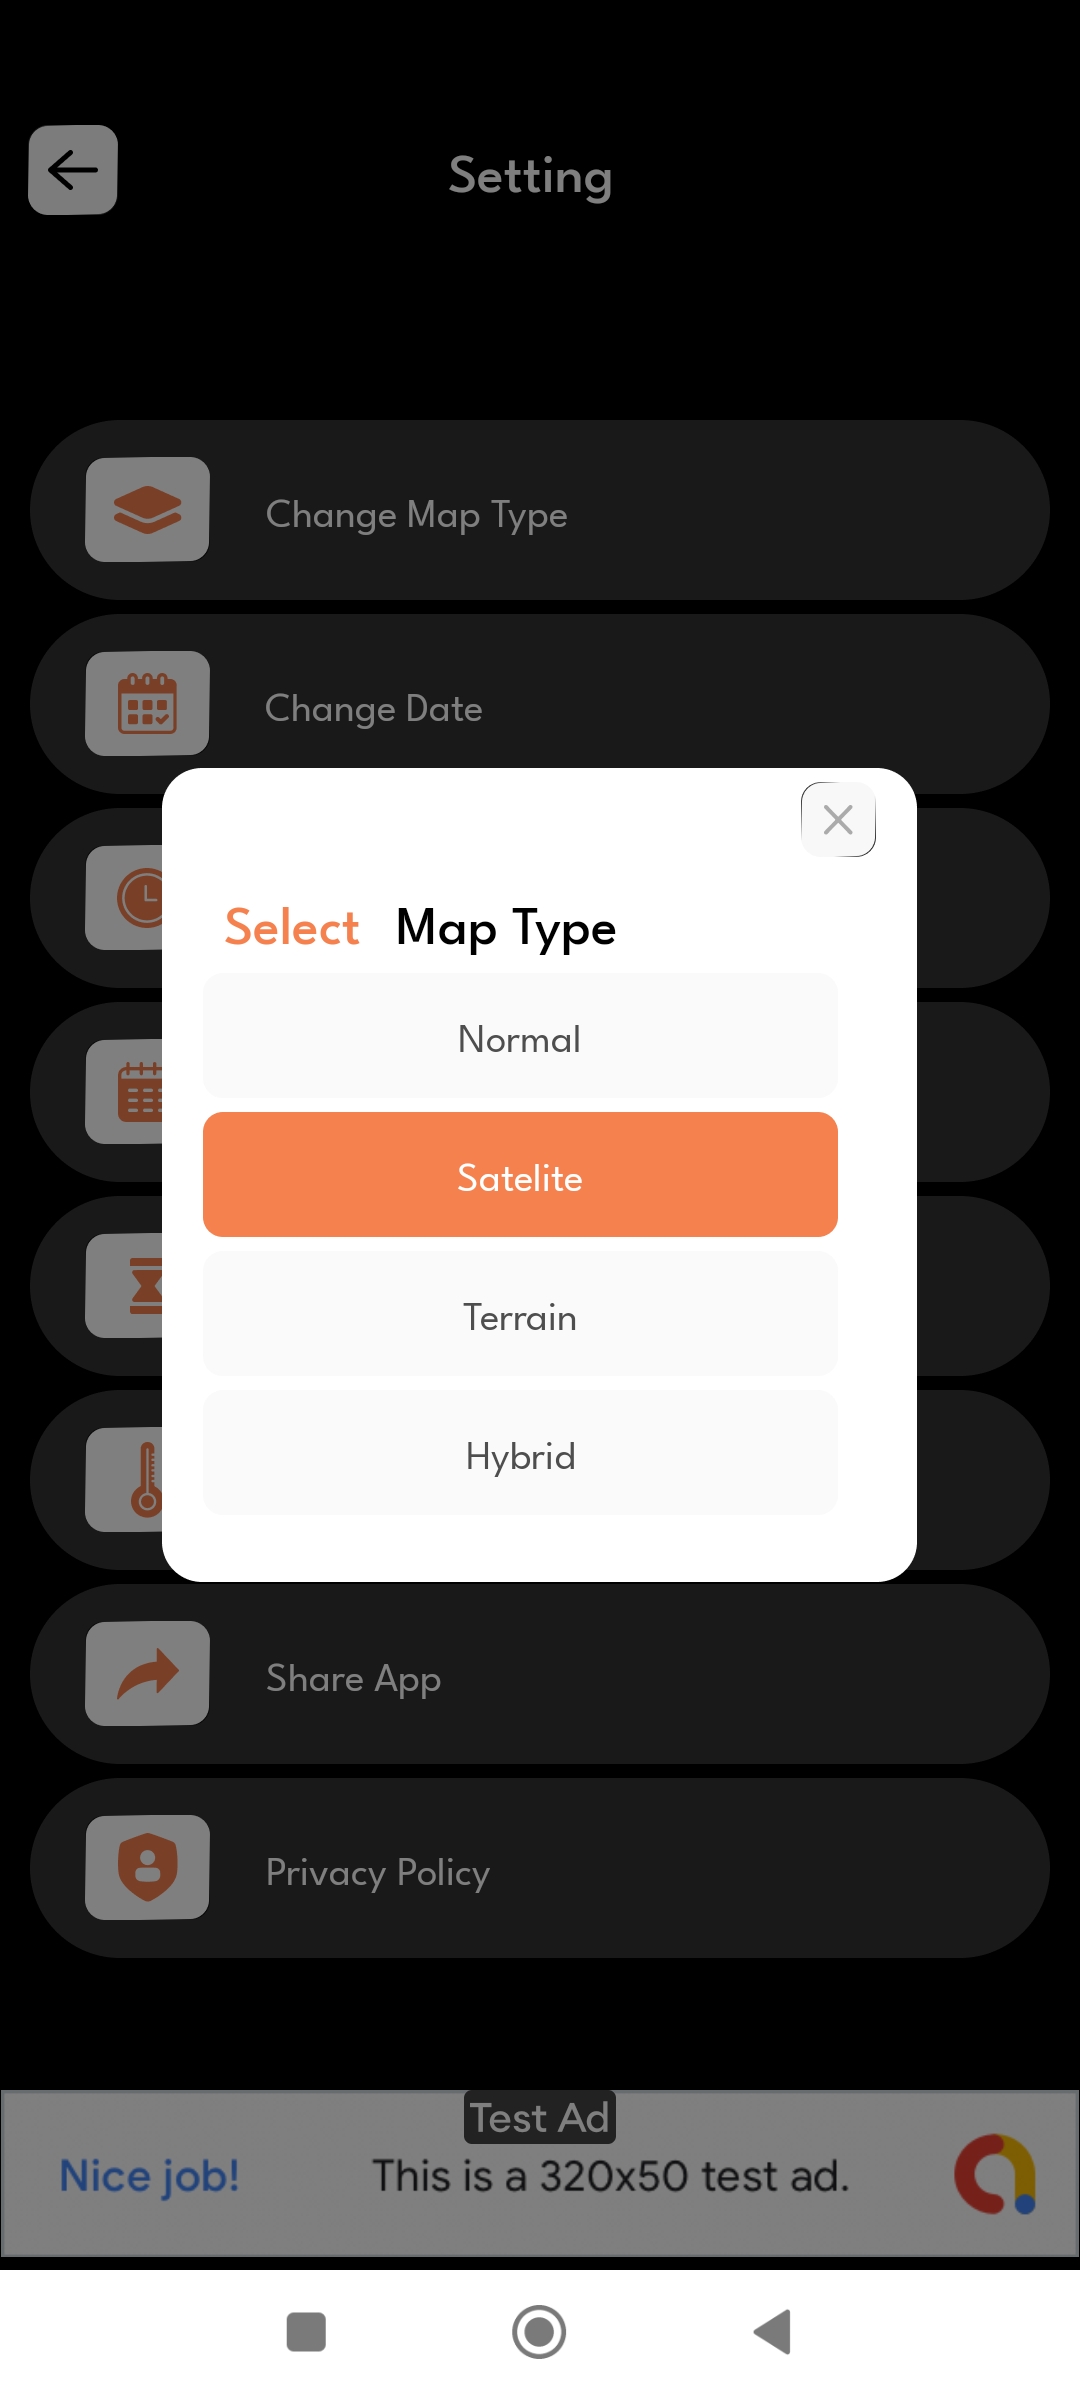 Setting
Change Map Type
Change Date
Select Map Type
Normal
Satelite
Terrain
Hybrid
Share App
Privacy Policy
Test Ad
Nice job! This is a 320x50 test ad.